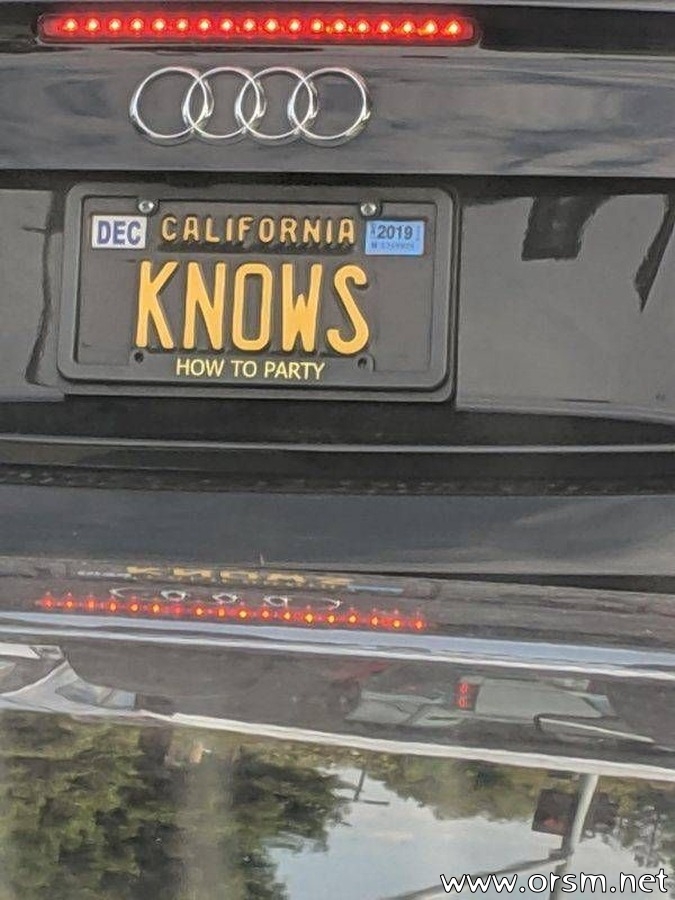 DEC CALIFORNIA 2019
KNOWS
HOW TO PARTY
www.orsm.net